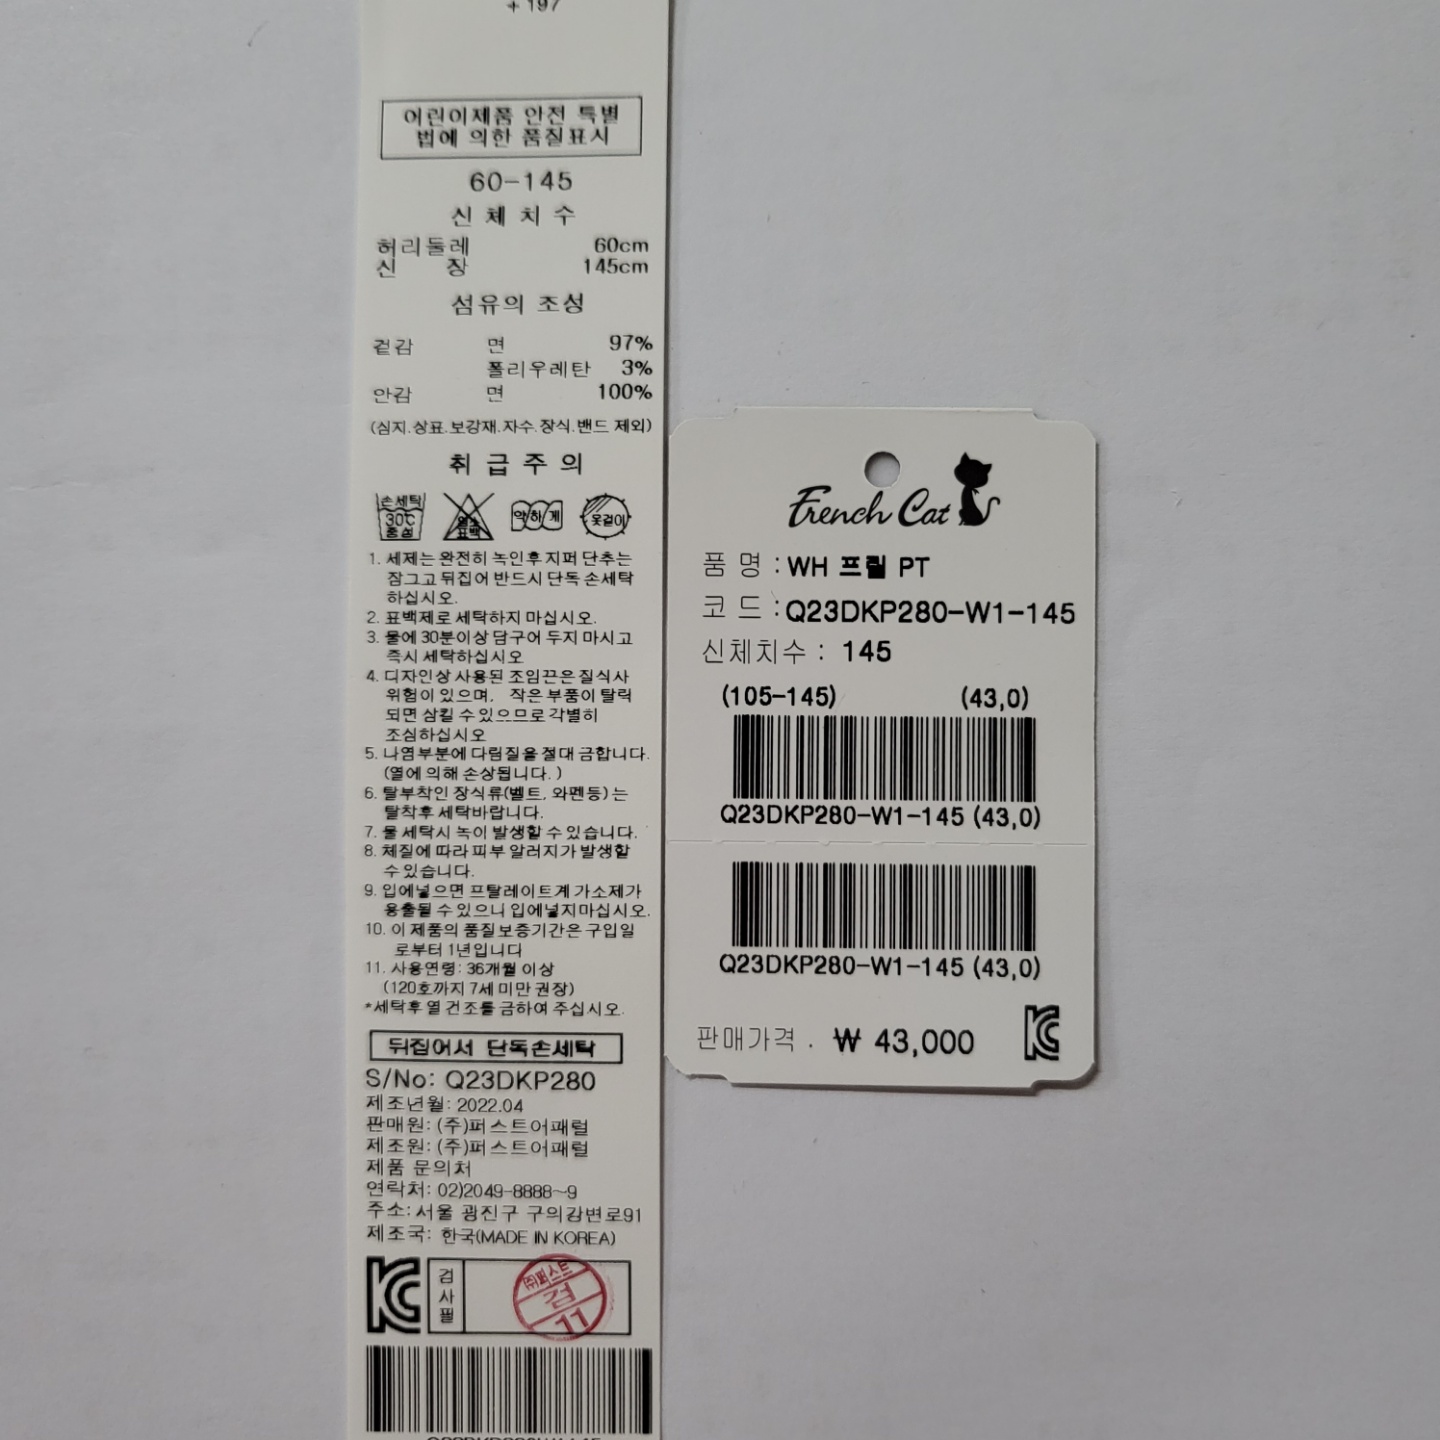 + 197
어린이제품 안전 특별
법에 의한 품질표시
60-145
신 체 치 수
허리둘레 60cm
신 장 145cm
섬유의 조성
겉감 면 97%
폴리우레탄 3%
안감 면 100%
(심지.상표.보강재.자수.장식.밴드 제외)
취 급 주 의
손세탁 30℃ 중성
염소 표백
약하게
옷걸이
1. 세제는 완전히 녹인후 지퍼 단추는
잠그고 뒤집어 반드시 단독 손세탁
하십시오.
2. 표백제로 세탁하지 마십시오.
3. 물에 30분이상 담구어 두지 마시고
즉시 세탁하십시오
4. 디자인상 사용된 조임끈은 질식사
위험이 있으며, 작은 부품이 탈락
되면 삼킬 수 있으므로 각별히
조심하십시오
5. 나염부분에 다림질을 절대 금합니다.
(열에 의해 손상됩니다. )
6. 탈부착인 장식류(벨트, 와펜등)는
탈착후 세탁바랍니다.
7. 물 세탁시 녹이 발생할 수 있습니다.
8. 체질에 따라 피부 알러지가 발생할
수 있습니다.
9. 입에넣으면 프탈레이트계 가소제가
용출될 수 있으니 입에넣지마십시오.
10. 이 제품의 품질보증기간은 구입일
로부터 1년입니다
11. 사용연령: 36개월 이상
(120호까지 7세 미만 권장)
*세탁후 열 건조를 금하여 주십시오.
뒤집어서 단독손세탁
S/No: Q23DKP280
제조년월: 2022.04
판매원: (주)퍼스트어패럴
제조원: (주)퍼스트어패럴
제품 문의처
연락처: 02)2049-8888~9
주소: 서울 광진구 구의강변로91
제조국: 한국(MADE IN KOREA)
KC
검사필
(주)퍼스트
검
11
French Cat
품 명 : WH 프릴 PT
코 드 : Q23DKP280-W1-145
신체치수 : 145
(105-145) (43,0)
Q23DKP280-W1-145 (43,0)
Q23DKP280-W1-145 (43,0)
판매가격 . ₩ 43,000
KC